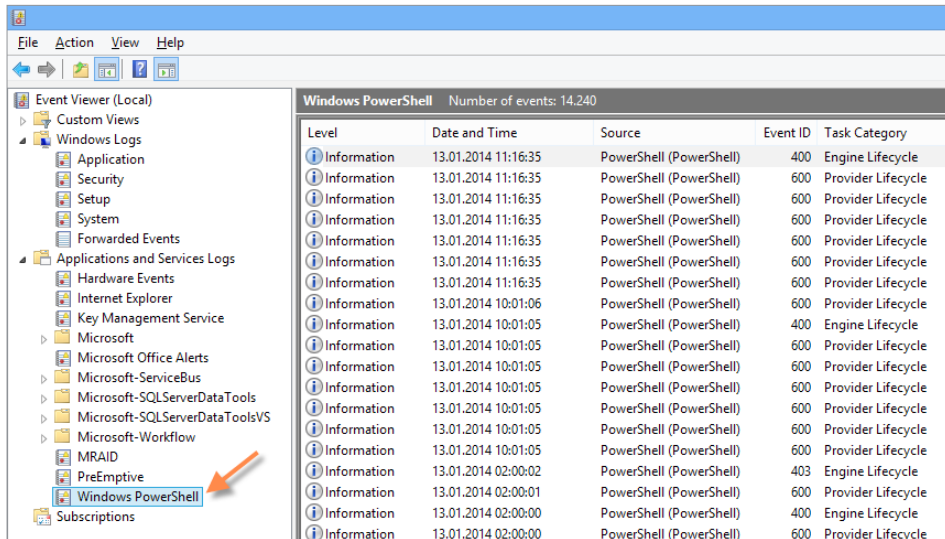 File Action View Help
Event Viewer (Local)
Custom Views
Windows Logs
Application
Security
Setup
System
Forwarded Events
Applications and Services Logs
Hardware Events
Internet Explorer
Key Management Service
Microsoft
Microsoft Office Alerts
Microsoft-ServiceBus
Microsoft-SQLServerDataTools
Microsoft-SQLServerDataToolsVS
Microsoft-Workflow
MRAID
PreEmptive
Windows PowerShell
Subscriptions
Windows PowerShell Number of events: 14.240
Level Date and Time Source Event ID Task Category
Information 13.01.2014 11:16:35 PowerShell (PowerShell) 400 Engine Lifecycle
Information 13.01.2014 11:16:35 PowerShell (PowerShell) 600 Provider Lifecycle
Information 13.01.2014 11:16:35 PowerShell (PowerShell) 600 Provider Lifecycle
Information 13.01.2014 11:16:35 PowerShell (PowerShell) 600 Provider Lifecycle
Information 13.01.2014 11:16:35 PowerShell (PowerShell) 600 Provider Lifecycle
Information 13.01.2014 11:16:35 PowerShell (PowerShell) 600 Provider Lifecycle
Information 13.01.2014 11:16:35 PowerShell (PowerShell) 600 Provider Lifecycle
Information 13.01.2014 10:01:06 PowerShell (PowerShell) 600 Provider Lifecycle
Information 13.01.2014 10:01:05 PowerShell (PowerShell) 400 Engine Lifecycle
Information 13.01.2014 10:01:05 PowerShell (PowerShell) 600 Provider Lifecycle
Information 13.01.2014 10:01:05 PowerShell (PowerShell) 600 Provider Lifecycle
Information 13.01.2014 10:01:05 PowerShell (PowerShell) 600 Provider Lifecycle
Information 13.01.2014 10:01:05 PowerShell (PowerShell) 600 Provider Lifecycle
Information 13.01.2014 10:01:05 PowerShell (PowerShell) 600 Provider Lifecycle
Information 13.01.2014 10:01:05 PowerShell (PowerShell) 600 Provider Lifecycle
Information 13.01.2014 02:00:02 PowerShell (PowerShell) 403 Engine Lifecycle
Information 13.01.2014 02:00:01 PowerShell (PowerShell) 600 Provider Lifecycle
Information 13.01.2014 02:00:00 PowerShell (PowerShell) 400 Engine Lifecycle
Information 13.01.2014 02:00:00 PowerShell (PowerShell) 600 Provider Lifecycle